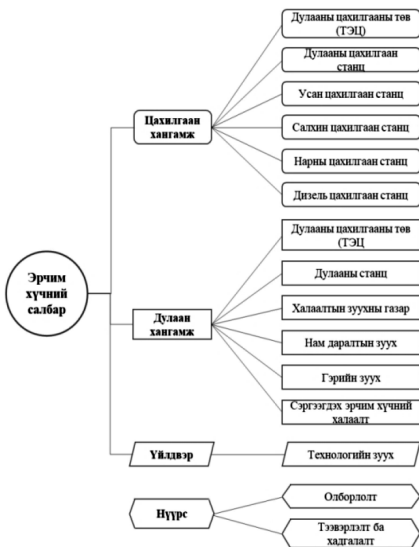 Дулааны цахилгааны төв
(ТЭЦ)
Дулааны цахилгаан
станц
Усан цахилгаан станц
Цахилгаан
хангамж
Салхин цахилгаан станц
Нарны цахилгаан станц
Дизель цахилгаан станц
Эрчим
хүчний
салбар
Дулааны цахилгааны төв
(ТЭЦ
Дулааны станц
Халаалтын зуухны газар
Дулаан
хангамж
Нам даралтын зуух
Гэрийн зуух
Сэргээгдэх эрчим хүчний
халаалт
Үйлдвэр
Технологийн зуух
Нүүрс
Олборлолт
Тээвэрлэлт ба
хадгалалт